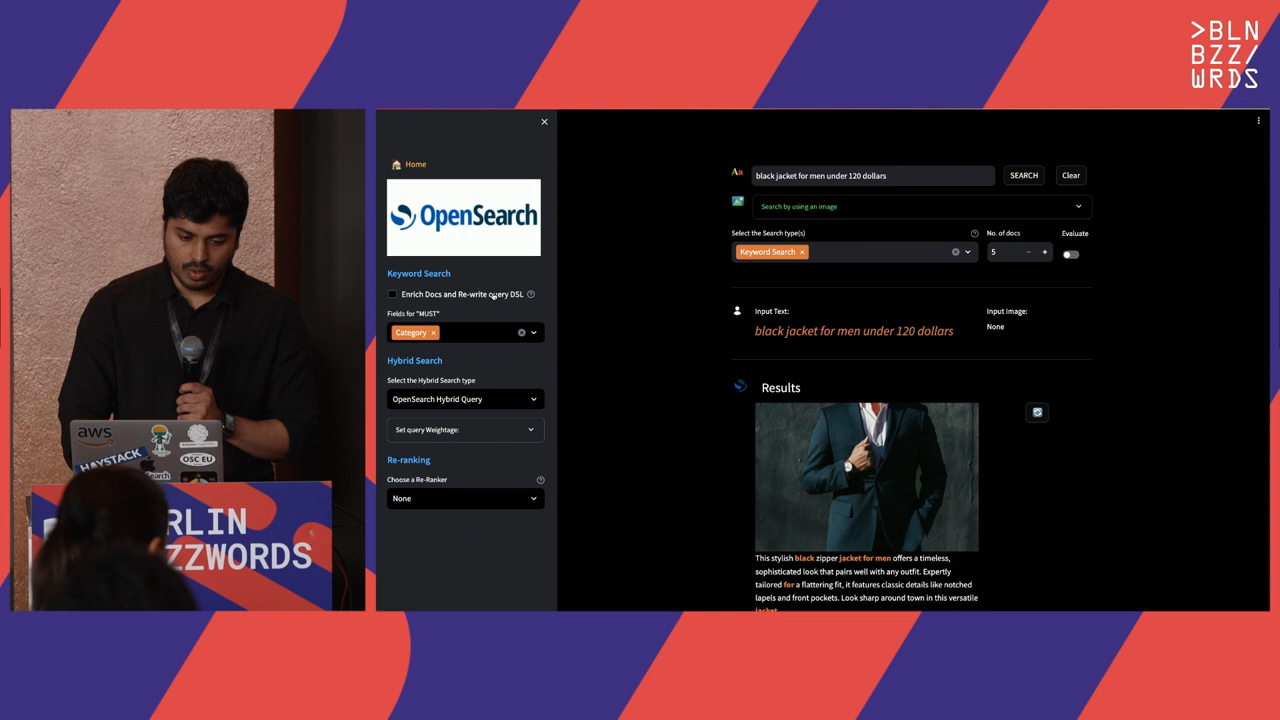 >BLN
BZZ/
WRDS
Home
OpenSearch
Keyword Search
Enrich Docs and Re-write query DSL
Fields for "MUST"
Category ×
Hybrid Search
Select the Hybrid Search type
OpenSearch Hybrid Query
Set query Weightage:
Re-ranking
Choose a Re-Ranker
None
Aa
black jacket for men under 120 dollars
SEARCH
Clear
Search by using an image
Select the Search type(s)
No. of docs
Evaluate
Keyword Search ×
5
− +
Input Text:
Input Image:
black jacket for men under 120 dollars
None
Results
This stylish black zipper jacket for men offers a timeless,
sophisticated look that pairs well with any outfit. Expertly
tailored for a flattering fit, it features classic details like notched
lapels and front pockets. Look sharp around town in this versatile
jacket
aws
HAYSTACK
OSC EU
RLIN
ZZWORDS